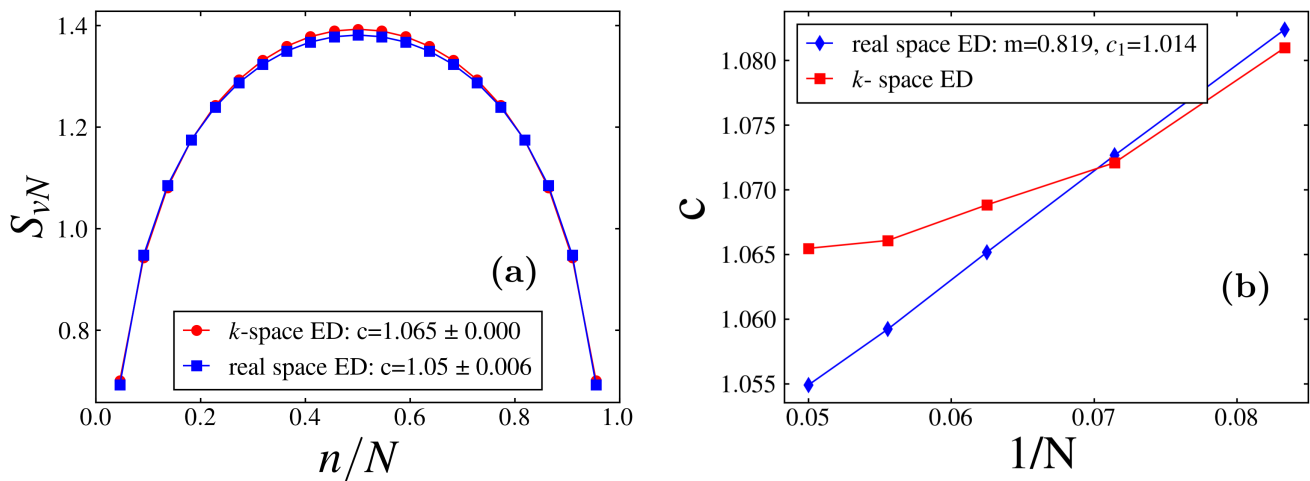 1.4
1.2
1.0
0.8
S_{vN}
(a)
k-space ED: c=1.065 ± 0.000
real space ED: c=1.05 ± 0.006
0.0 0.2 0.4 0.6 0.8 1.0
n/N
1.080
1.075
1.070
1.065
1.060
1.055
c
real space ED: m=0.819, c₁=1.014
k- space ED
(b)
0.05 0.06 0.07 0.08
1/N